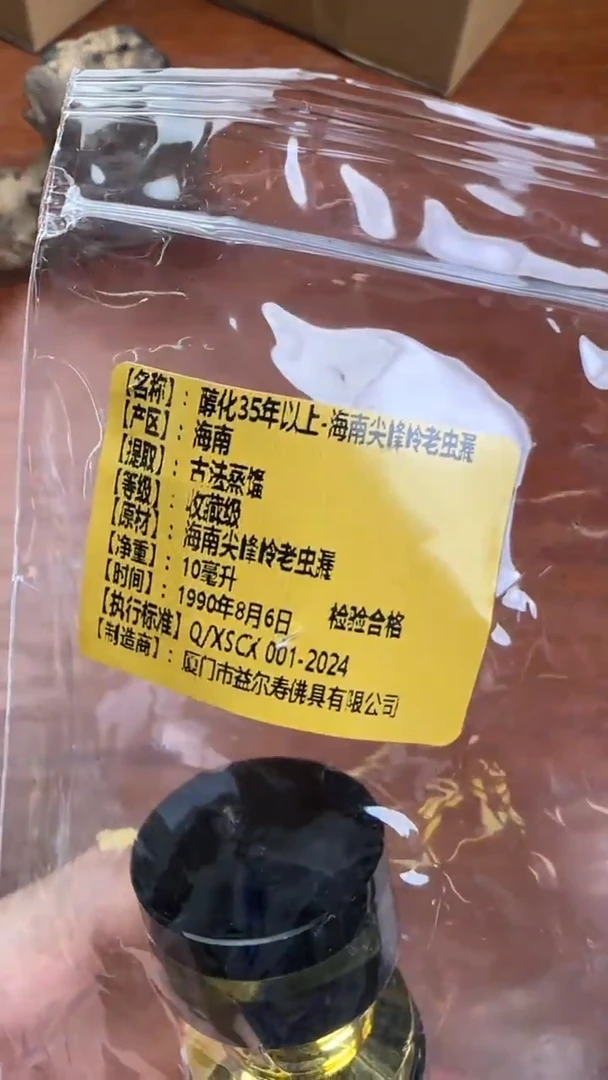 【名称】：醇化35年以上-海南尖峰岭老虫漏
【产区】：海南
【提取】：古法蒸馏
【等级】：收藏级
【原材】：海南尖峰岭老虫漏
【净重】：10毫升
【时间】：1990年8月6日 检验合格
【执行标准】Q/XSCX 001-2024
【制造商】：厦门市益尔寿佛具有限公司